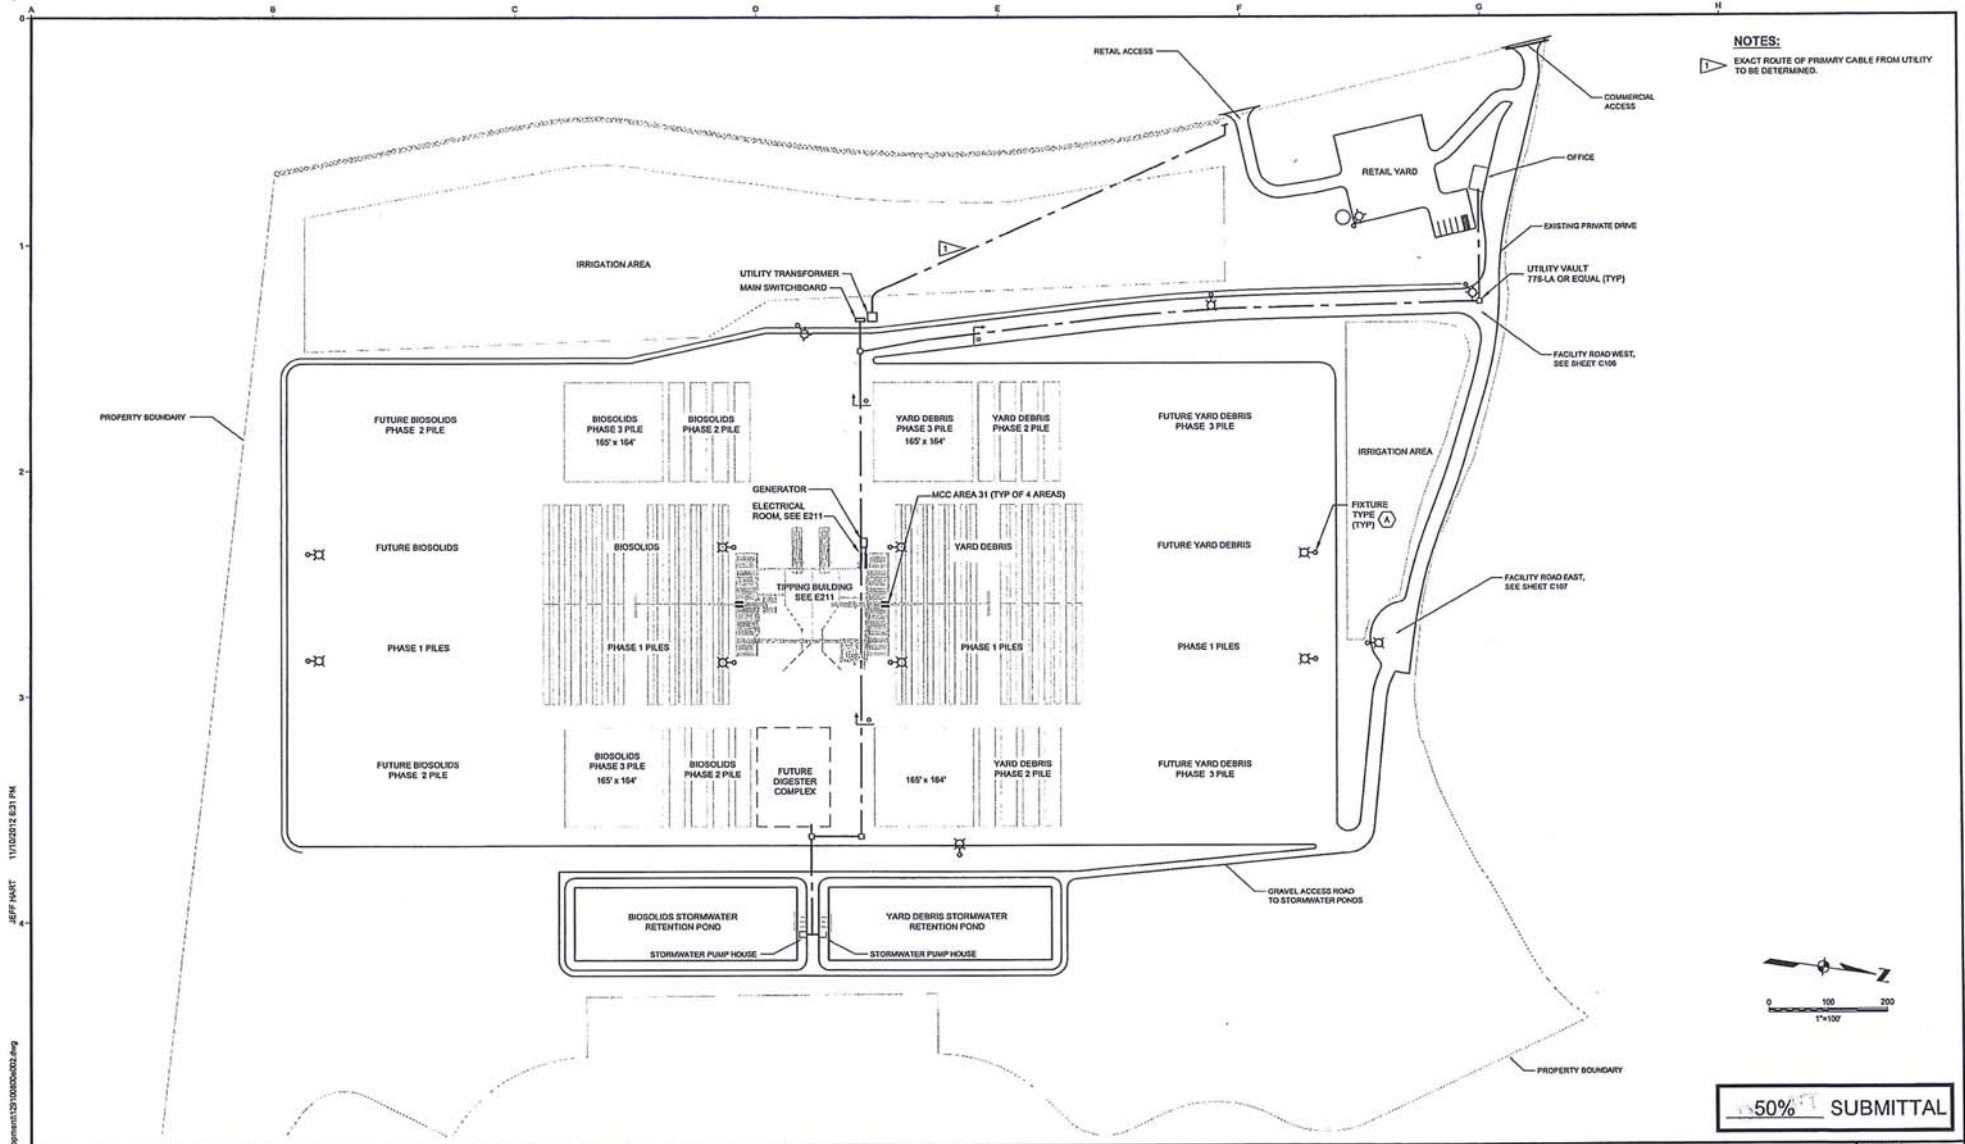 A B C D E F G H
0
1
2
3
4
NOTES:
1 EXACT ROUTE OF PRIMARY CABLE FROM UTILITY
TO BE DETERMINED.
RETAIL ACCESS
COMMERCIAL
ACCESS
OFFICE
RETAIL YARD
EXISTING PRIVATE DRIVE
UTILITY VAULT
776-LA OR EQUAL (TYP)
1
IRRIGATION AREA
UTILITY TRANSFORMER
MAIN SWITCHBOARD
FACILITY ROAD WEST,
SEE SHEET C106
PROPERTY BOUNDARY
FUTURE BIOSOLIDS
PHASE 2 PILE
BIOSOLIDS
PHASE 3 PILE
165' x 164'
BIOSOLIDS
PHASE 2 PILE
YARD DEBRIS
PHASE 3 PILE
165' x 164'
YARD DEBRIS
PHASE 2 PILE
FUTURE YARD DEBRIS
PHASE 3 PILE
IRRIGATION AREA
GENERATOR
ELECTRICAL
ROOM, SEE E211
MCC AREA 31 (TYP OF 4 AREAS)
FIXTURE
TYPE
(TYP) A
FUTURE BIOSOLIDS
BIOSOLIDS
YARD DEBRIS
FUTURE YARD DEBRIS
TIPPING BUILDING
SEE E211
FACILITY ROAD EAST,
SEE SHEET C107
PHASE 1 PILES
PHASE 1 PILES
PHASE 1 PILES
PHASE 1 PILES
FUTURE BIOSOLIDS
PHASE 2 PILE
BIOSOLIDS
PHASE 3 PILE
165' x 164'
BIOSOLIDS
PHASE 2 PILE
FUTURE
DIGESTER
COMPLEX
165' x 164'
YARD DEBRIS
PHASE 2 PILE
FUTURE YARD DEBRIS
PHASE 3 PILE
GRAVEL ACCESS ROAD
TO STORMWATER PONDS
BIOSOLIDS STORMWATER
RETENTION POND
YARD DEBRIS STORMWATER
RETENTION POND
STORMWATER PUMP HOUSE
STORMWATER PUMP HOUSE
Z
0 100 200
1"=100'
PROPERTY BOUNDARY
50% SUBMITTAL
JEFF HART 11/10/2012 6:31 PM